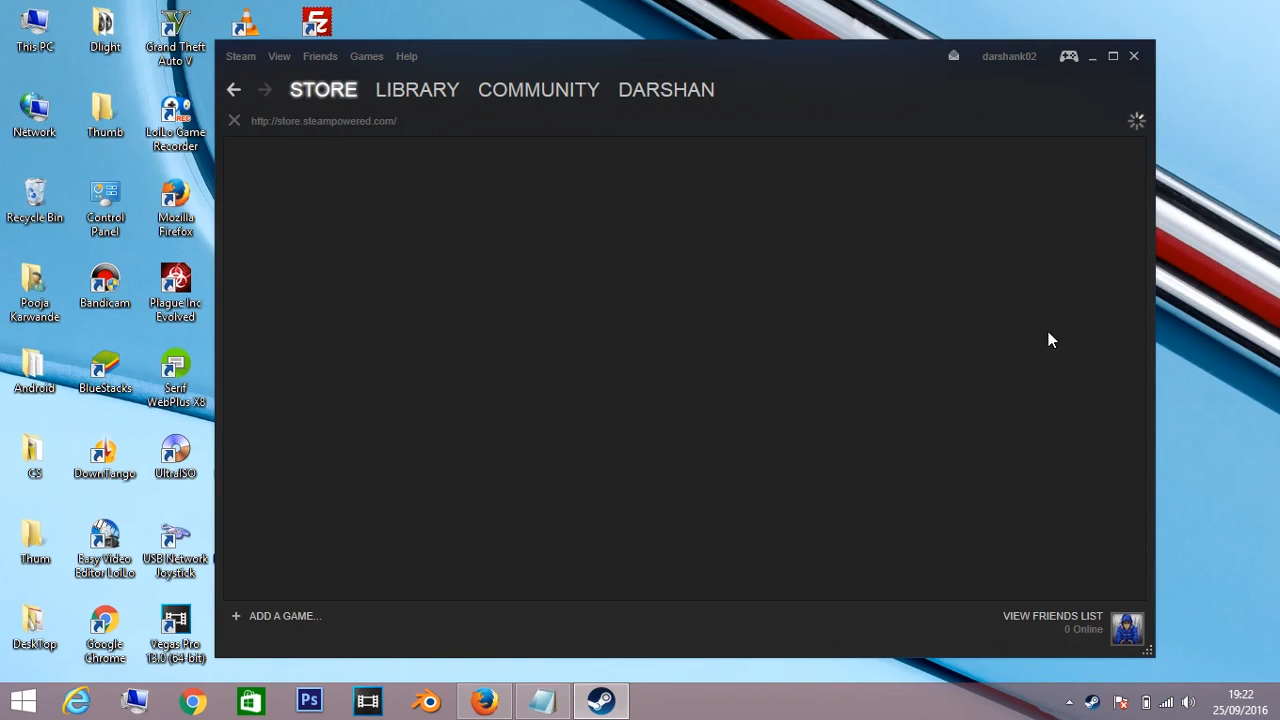 This PC
Dlight
Grand Theft
Auto V
Steam View Friends Games Help
darshank02
STORE LIBRARY COMMUNITY DARSHAN
http://store.steampowered.com/
Network
Thumb
LoiLo Game
Recorder
REC
Recycle Bin
Control
Panel
Mozilla
Firefox
Pooja
Karwande
Bandicam
Plague Inc
Evolved
Android
BlueStacks
Serif
WebPlus X8
CS
DownTango
UltraISO
Thum
Easy Video
Editor LoiLo
USB Network
Joystick
+ ADD A GAME...
VIEW FRIENDS LIST
0 Online
DeskTop
Google
Chrome
Vegas Pro
13.0 (64-bit)
Ps
19:22
25/09/2016